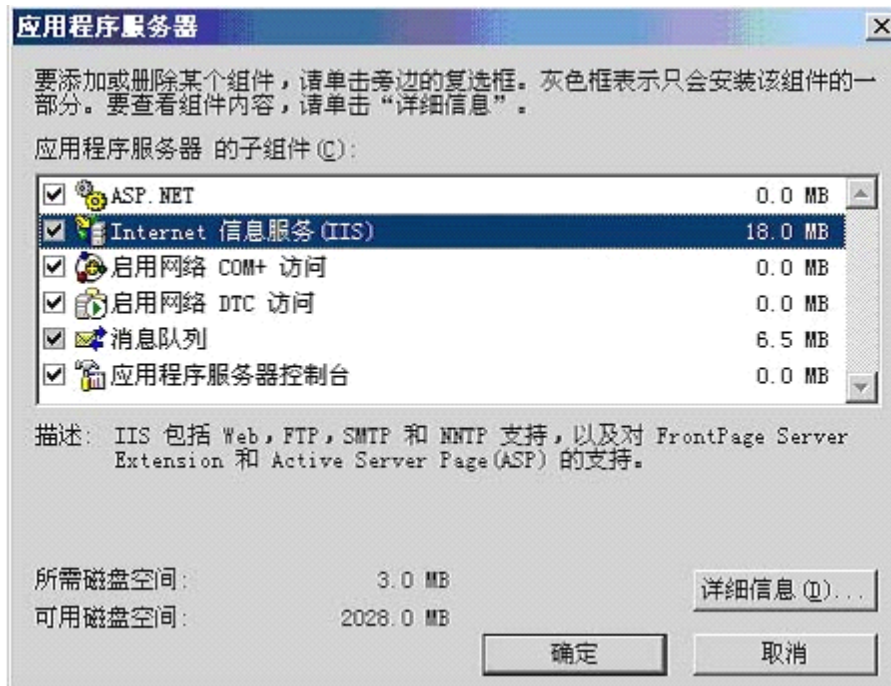 应用程序服务器
要添加或删除某个组件，请单击旁边的复选框。灰色框表示只会安装该组件的一
部分。要查看组件内容，请单击“详细信息”。
应用程序服务器 的子组件(C):
ASP.NET 0.0 MB
Internet 信息服务(IIS) 18.0 MB
启用网络 COM+ 访问 0.0 MB
启用网络 DTC 访问 0.0 MB
消息队列 6.5 MB
应用程序服务器控制台 0.0 MB
描述: IIS 包括 Web，FTP，SMTP 和 NNTP 支持，以及对 FrontPage Server
Extension 和 Active Server Page(ASP) 的支持。
所需磁盘空间: 3.0 MB
详细信息(D)...
可用磁盘空间: 2028.0 MB
确定 取消